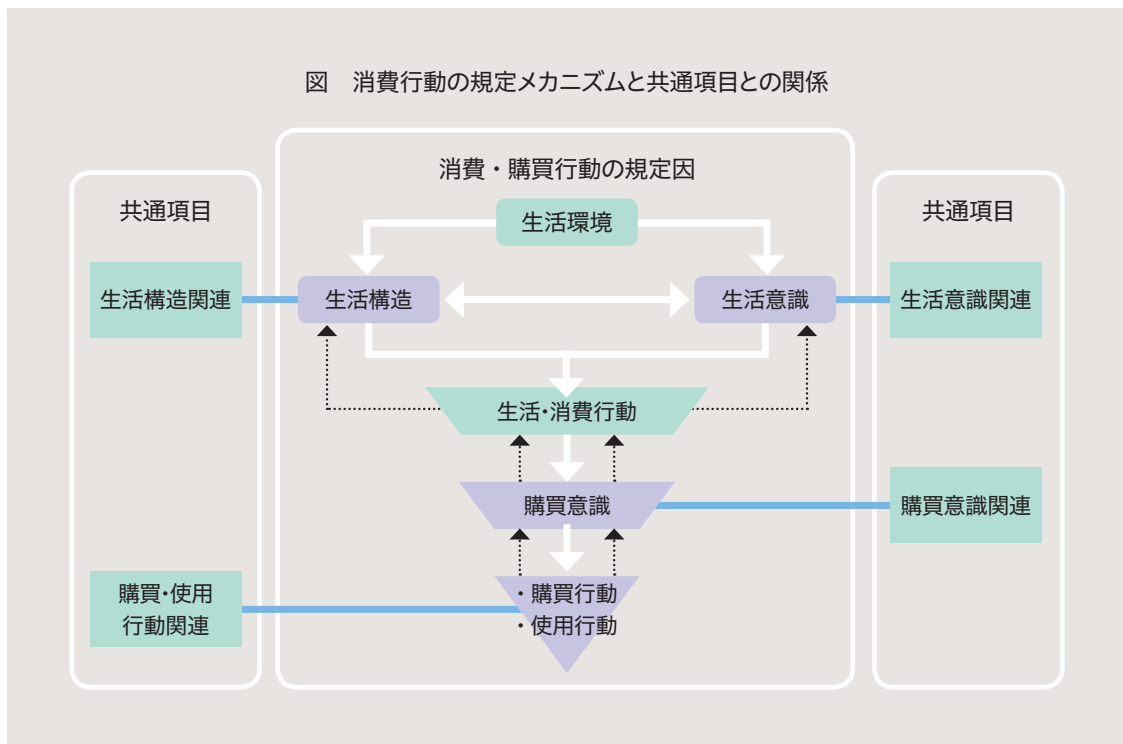 図　消費行動の規定メカニズムと共通項目との関係
消費・購買行動の規定因
共通項目
共通項目
生活環境
生活構造関連
生活構造
生活意識
生活意識関連
生活・消費行動
購買意識
購買意識関連
購買・使用
行動関連
・購買行動
・使用行動